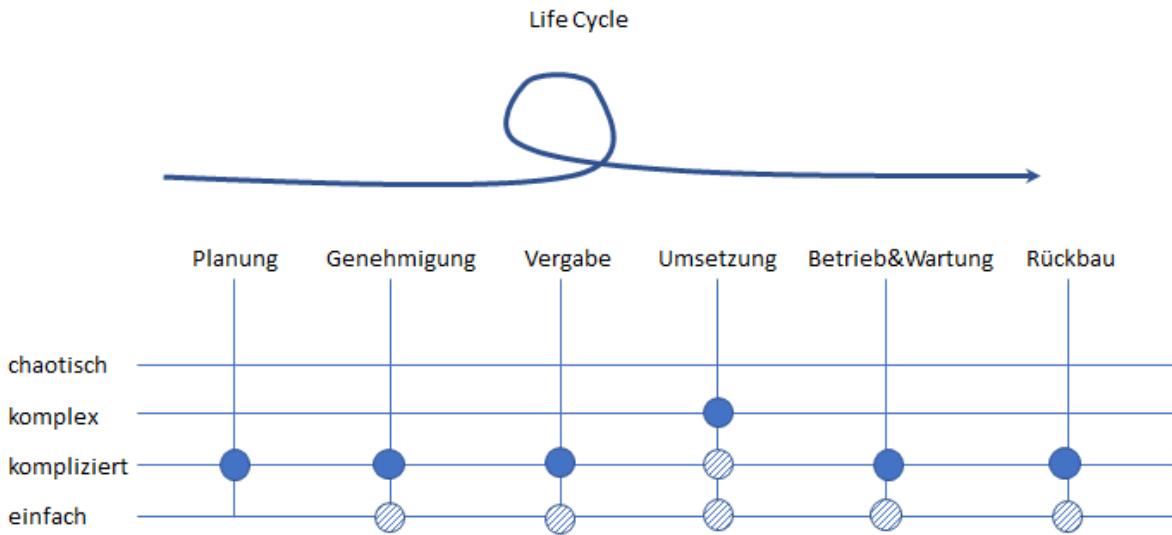 Life Cycle
Planung Genehmigung Vergabe Umsetzung Betrieb&Wartung Rückbau
chaotisch
komplex
kompliziert
einfach